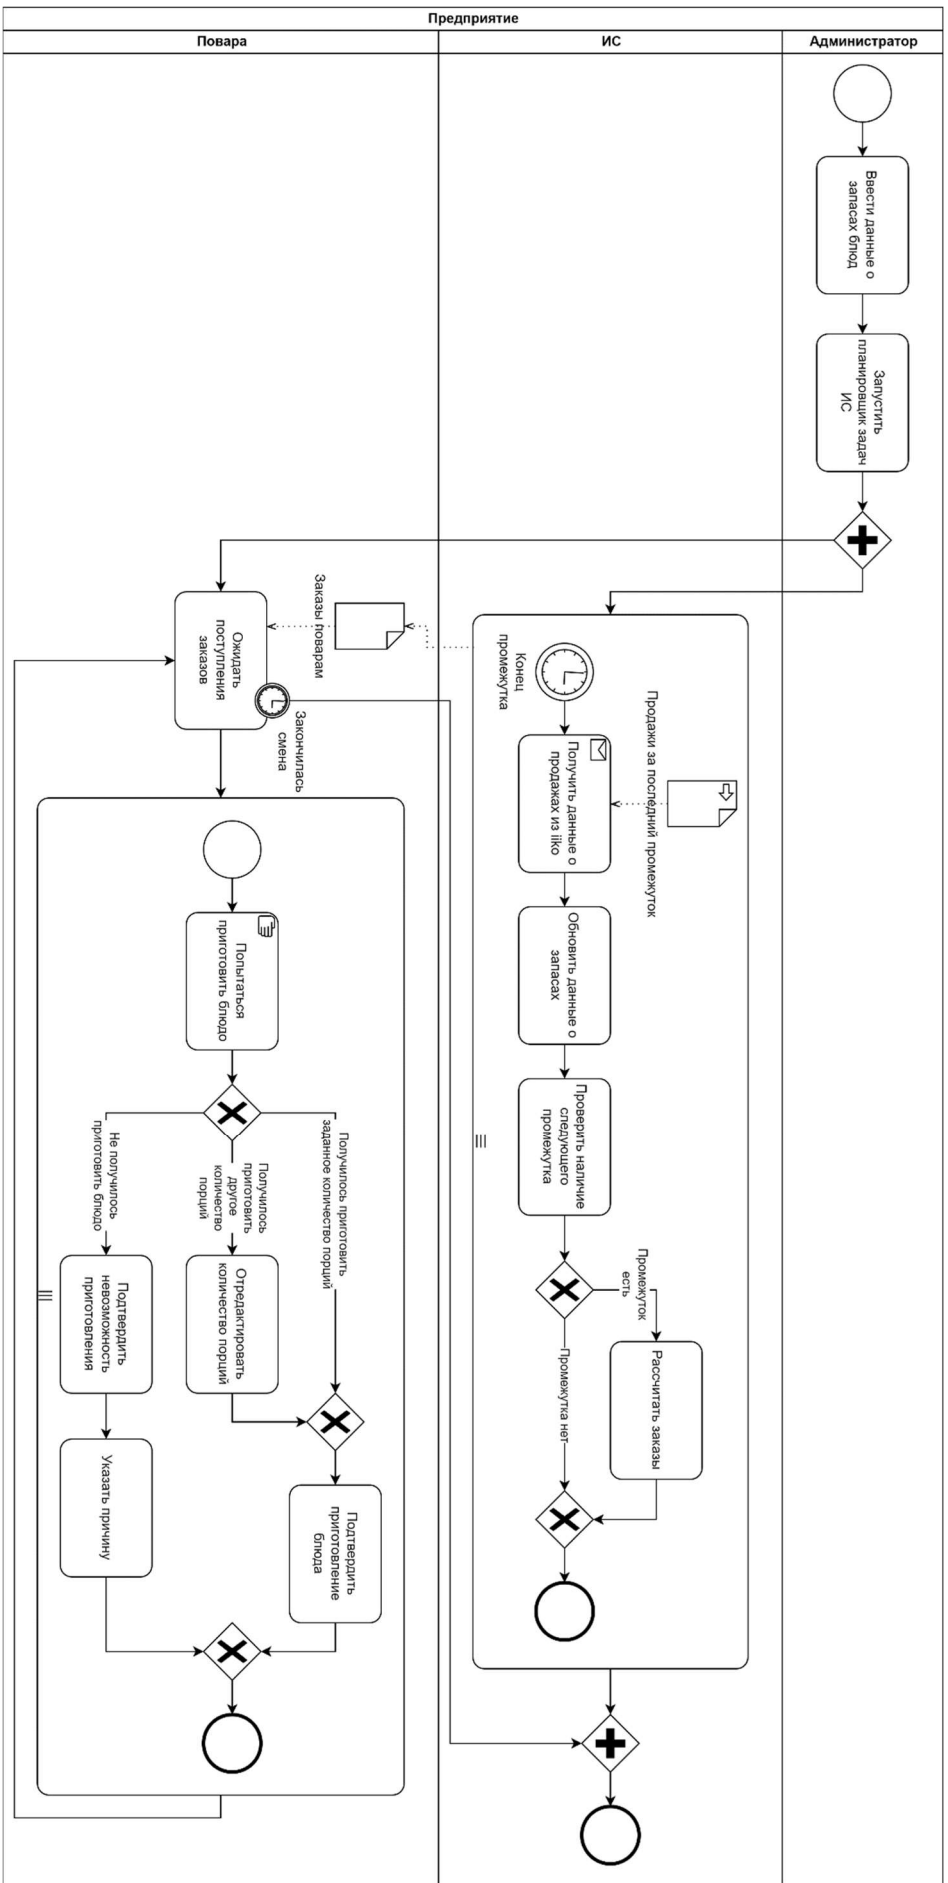 Предприятие
Повара
ИС
Администратор
Ввести данные о
запасах блюд
Запустить
планировщик задач
ИС
Заказы поварам
Ожидать
поступления
заказов
Закончилась
смена
Конец
промежутка
Продажи за последний промежуток
Получить данные о
продажах из iiko
Обновить данные о
запасах
Проверить наличие
следующего
промежутка
Промежуток
есть
Промежутка нет
Рассчитать заказы
Попытаться
приготовить блюдо
Получилось приготовить
заданное количество порций
Получилось
приготовить
другое
количество
порций
Не получилось
приготовить блюдо
Отредактировать
количество порций
Подтвердить
невозможность
приготовления
Подтвердить
приготовление
блюда
Указать причину